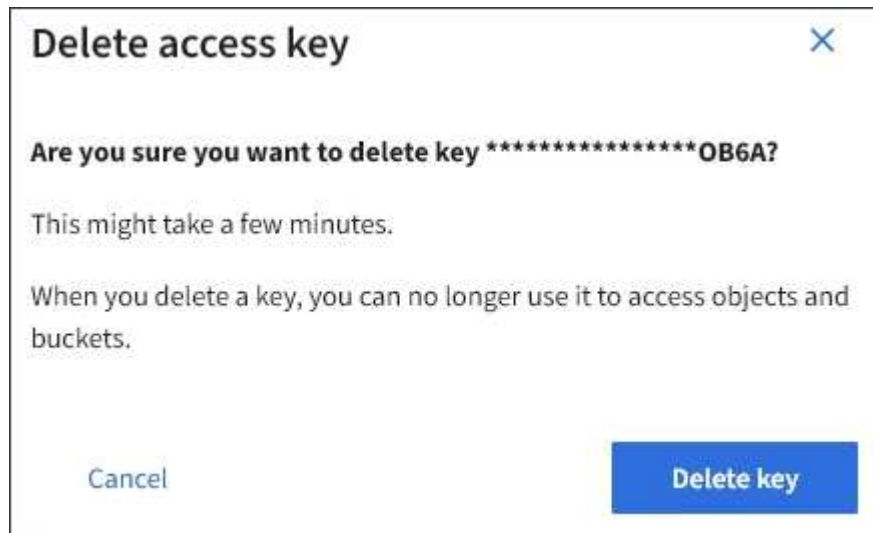 Delete access key
Are you sure you want to delete key ****************OB6A?
This might take a few minutes.
When you delete a key, you can no longer use it to access objects and
buckets.
Cancel
Delete key